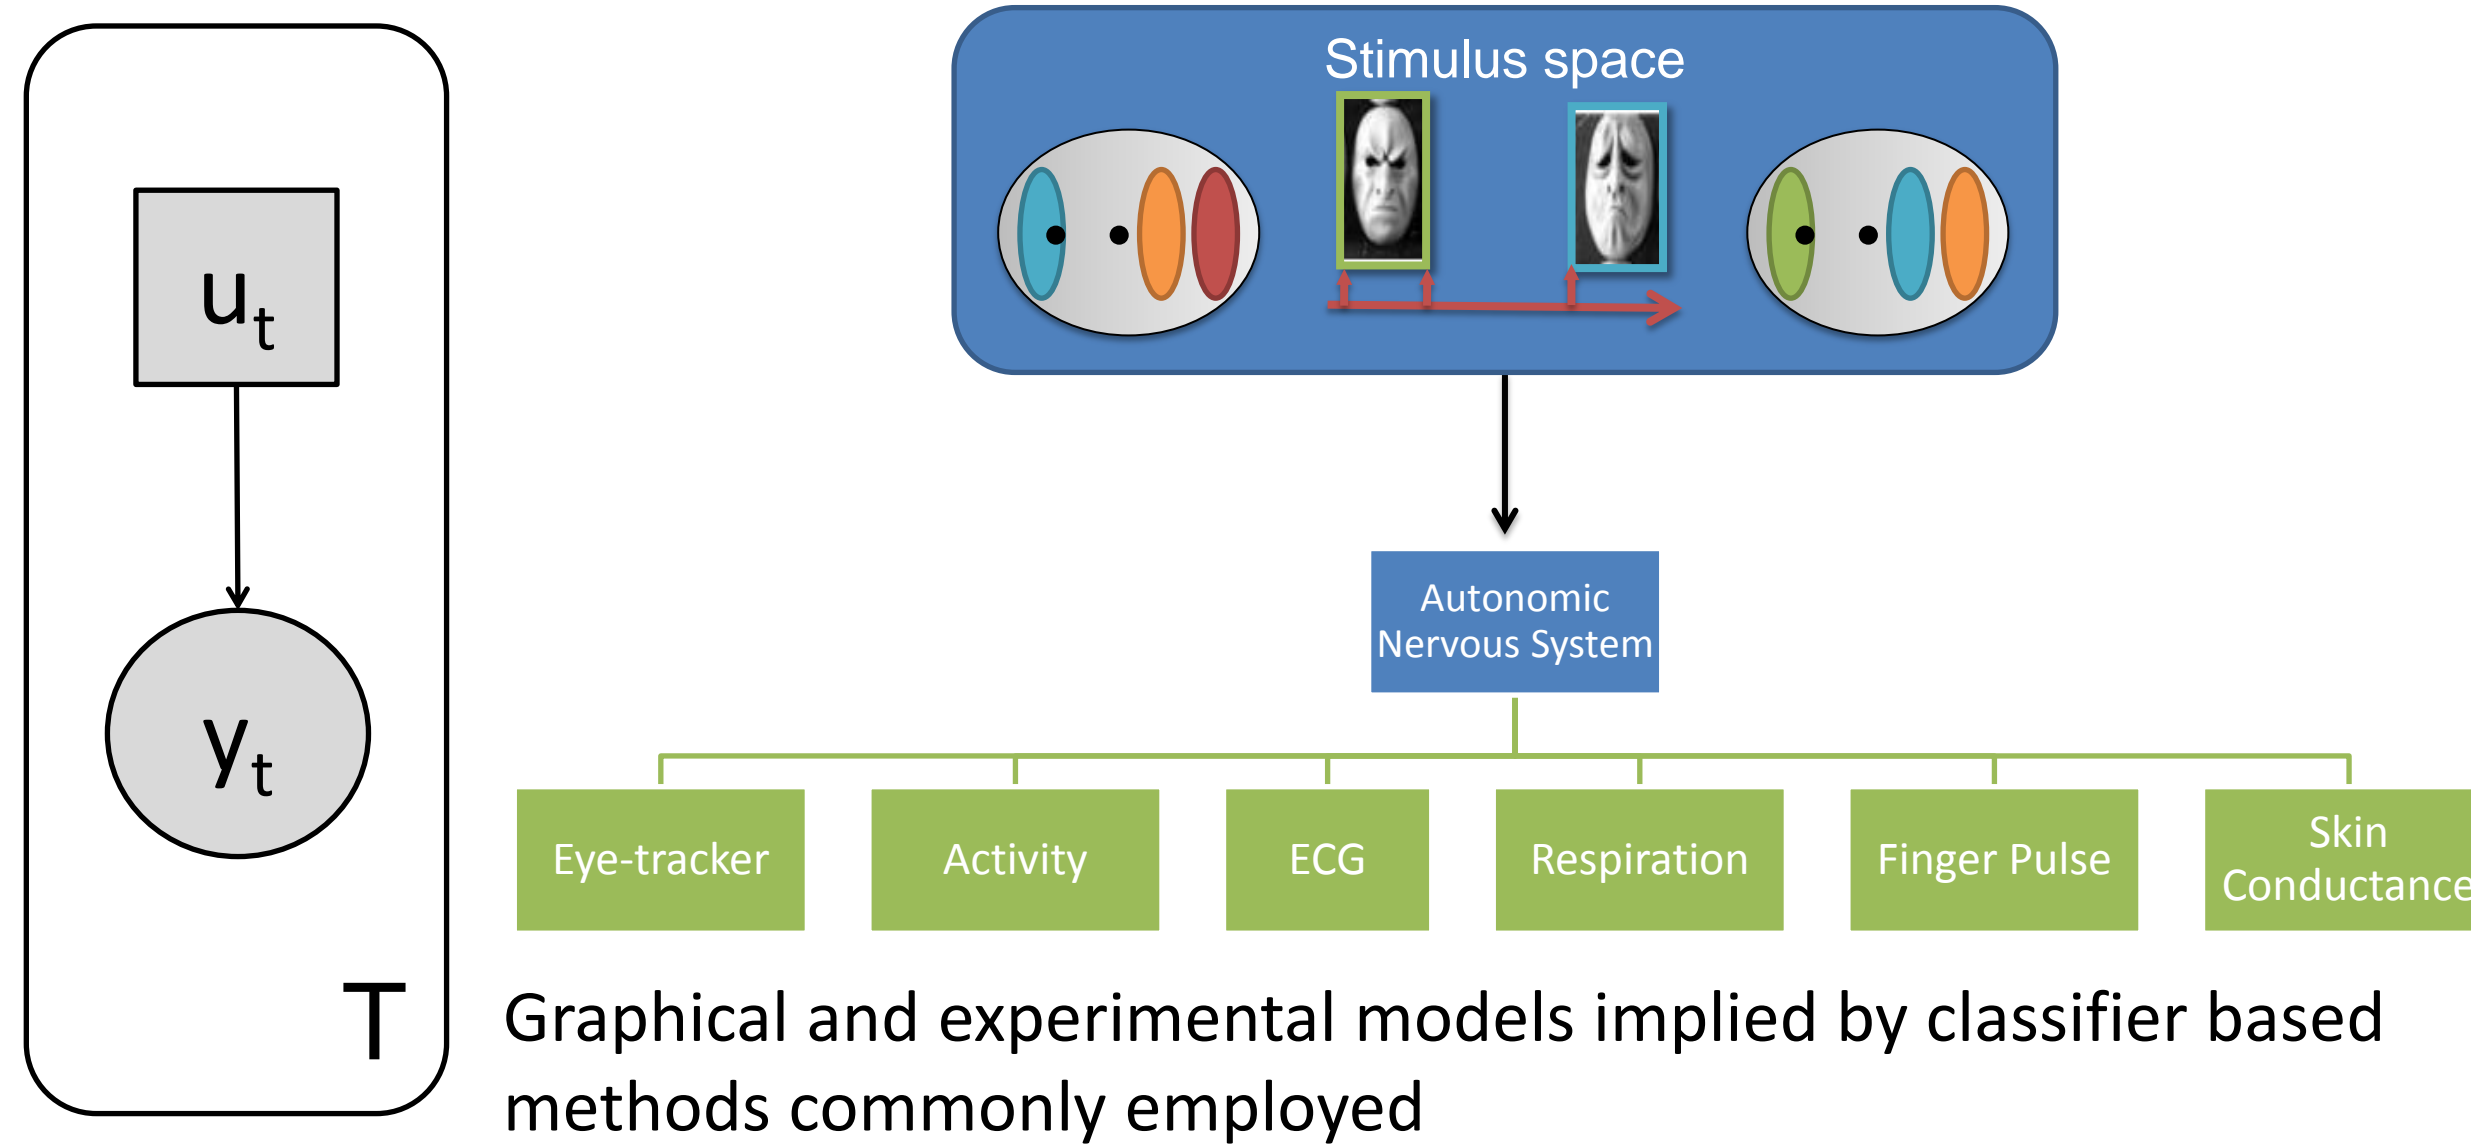 Stimulus space
u_t
Autonomic
Nervous System
y_t
Eye-tracker
Activity
ECG
Respiration
Finger Pulse
Skin
Conductance
T
Graphical and experimental models implied by classifier based
methods commonly employed